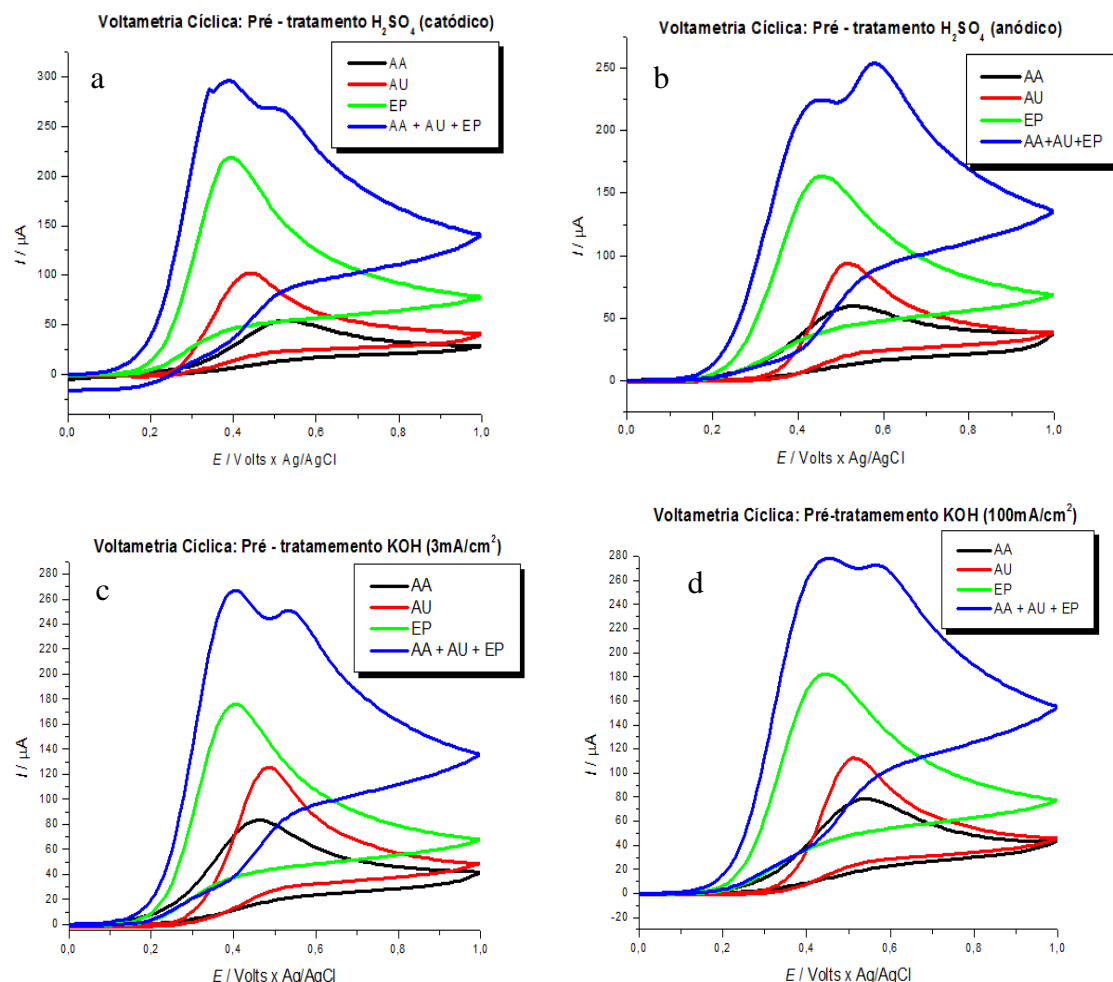 Voltametria Cíclica: Pré - tratamento H₂SO₄ (catódico)
a
AA
AU
EP
AA + AU + EP
300
250
200
150
100
50
0
I / µA
0,0 0,2 0,4 0,6 0,8 1,0
E / Volts x Ag/AgCl
Voltametria Cíclica: Pré - tratamento H₂SO₄ (anódico)
b
AA
AU
EP
AA+AU+EP
250
200
150
100
50
0
I / µA
0,0 0,2 0,4 0,6 0,8 1,0
E / Volts x Ag/AgCl
Voltametria Cíclica: Pré - tratamemento KOH (3mA/cm²)
c
AA
AU
EP
AA + AU + EP
280
260
240
220
200
180
160
140
120
100
80
60
40
20
0
I / µA
0,0 0,2 0,4 0,6 0,8 1,0
E / Volts x Ag/AgCl
Voltametria Cíclica: Pré-tratamemento KOH (100mA/cm²)
d
AA
AU
EP
AA + AU + EP
280
260
240
220
200
180
160
140
120
100
80
60
40
20
0
-20
I / µA
0,0 0,2 0,4 0,6 0,8 1,0
E / Volts x Ag/AgCl